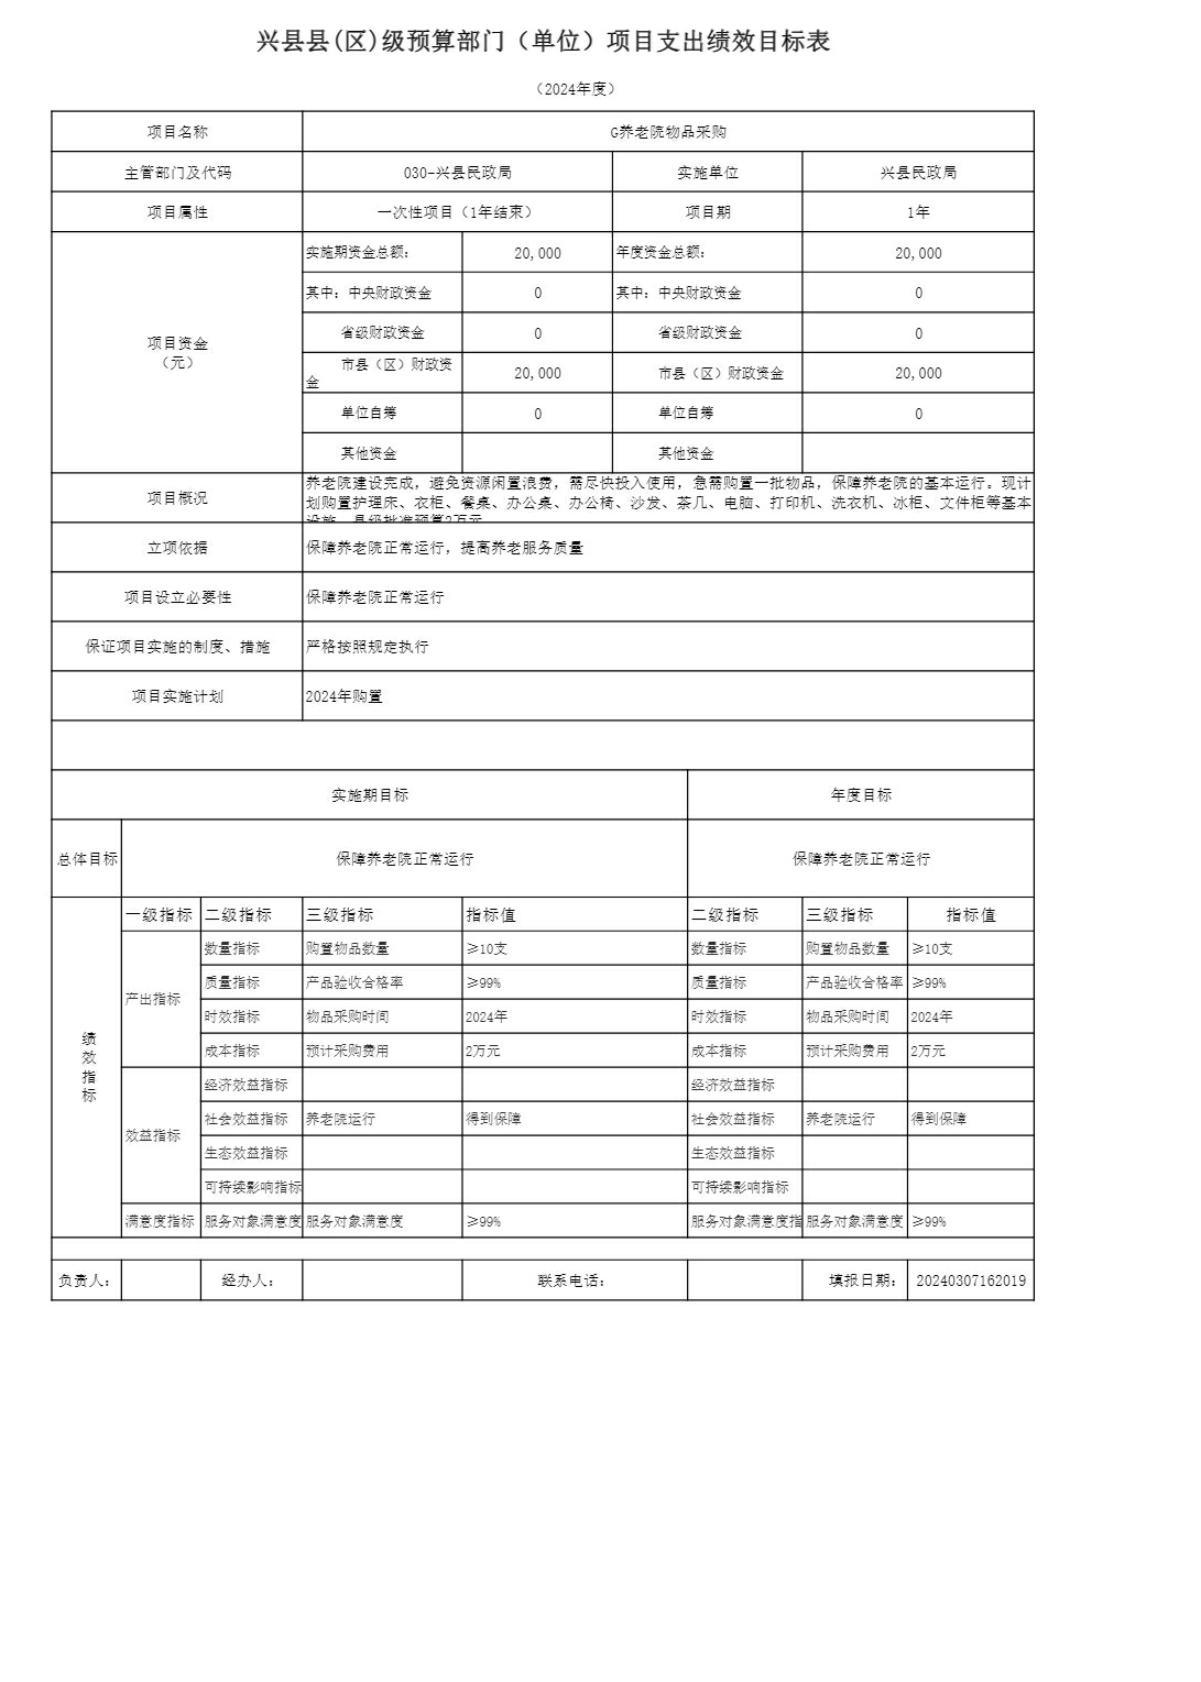 兴县县(区)级预算部门（单位）项目支出绩效目标表
（2024年度）
项目名称 G养老院物品采购
主管部门及代码 030-兴县民政局 实施单位 兴县民政局
项目属性 一次性项目（1年结束） 项目期 1年
项目资金
（元）
实施期资金总额： 20,000 年度资金总额： 20,000
其中：中央财政资金 0 其中：中央财政资金 0
省级财政资金 0 省级财政资金 0
市县（区）财政资
金 20,000 市县（区）财政资金 20,000
单位自筹 0 单位自筹 0
其他资金 其他资金
项目概况
养老院建设完成，避免资源闲置浪费，需尽快投入使用，急需购置一批物品，保障养老院的基本运行。现计
划购置护理床、衣柜、餐桌、办公桌、办公椅、沙发、茶几、电脑、打印机、洗衣机、冰柜、文件柜等基本
设施，县级批准预算2万元
立项依据 保障养老院正常运行，提高养老服务质量
项目设立必要性 保障养老院正常运行
保证项目实施的制度、措施 严格按照规定执行
项目实施计划 2024年购置
实施期目标 年度目标
总体目标 保障养老院正常运行 保障养老院正常运行
绩
效
指
标
一级指标 二级指标 三级指标 指标值 二级指标 三级指标 指标值
产出指标
数量指标 购置物品数量 ≥10支 数量指标 购置物品数量 ≥10支
质量指标 产品验收合格率 ≥99% 质量指标 产品验收合格率 ≥99%
时效指标 物品采购时间 2024年 时效指标 物品采购时间 2024年
成本指标 预计采购费用 2万元 成本指标 预计采购费用 2万元
效益指标
经济效益指标 经济效益指标
社会效益指标 养老院运行 得到保障 社会效益指标 养老院运行 得到保障
生态效益指标 生态效益指标
可持续影响指标 可持续影响指标
满意度指标 服务对象满意度 服务对象满意度 ≥99% 服务对象满意度指 服务对象满意度 ≥99%
负责人： 经办人： 联系电话： 填报日期： 20240307162019